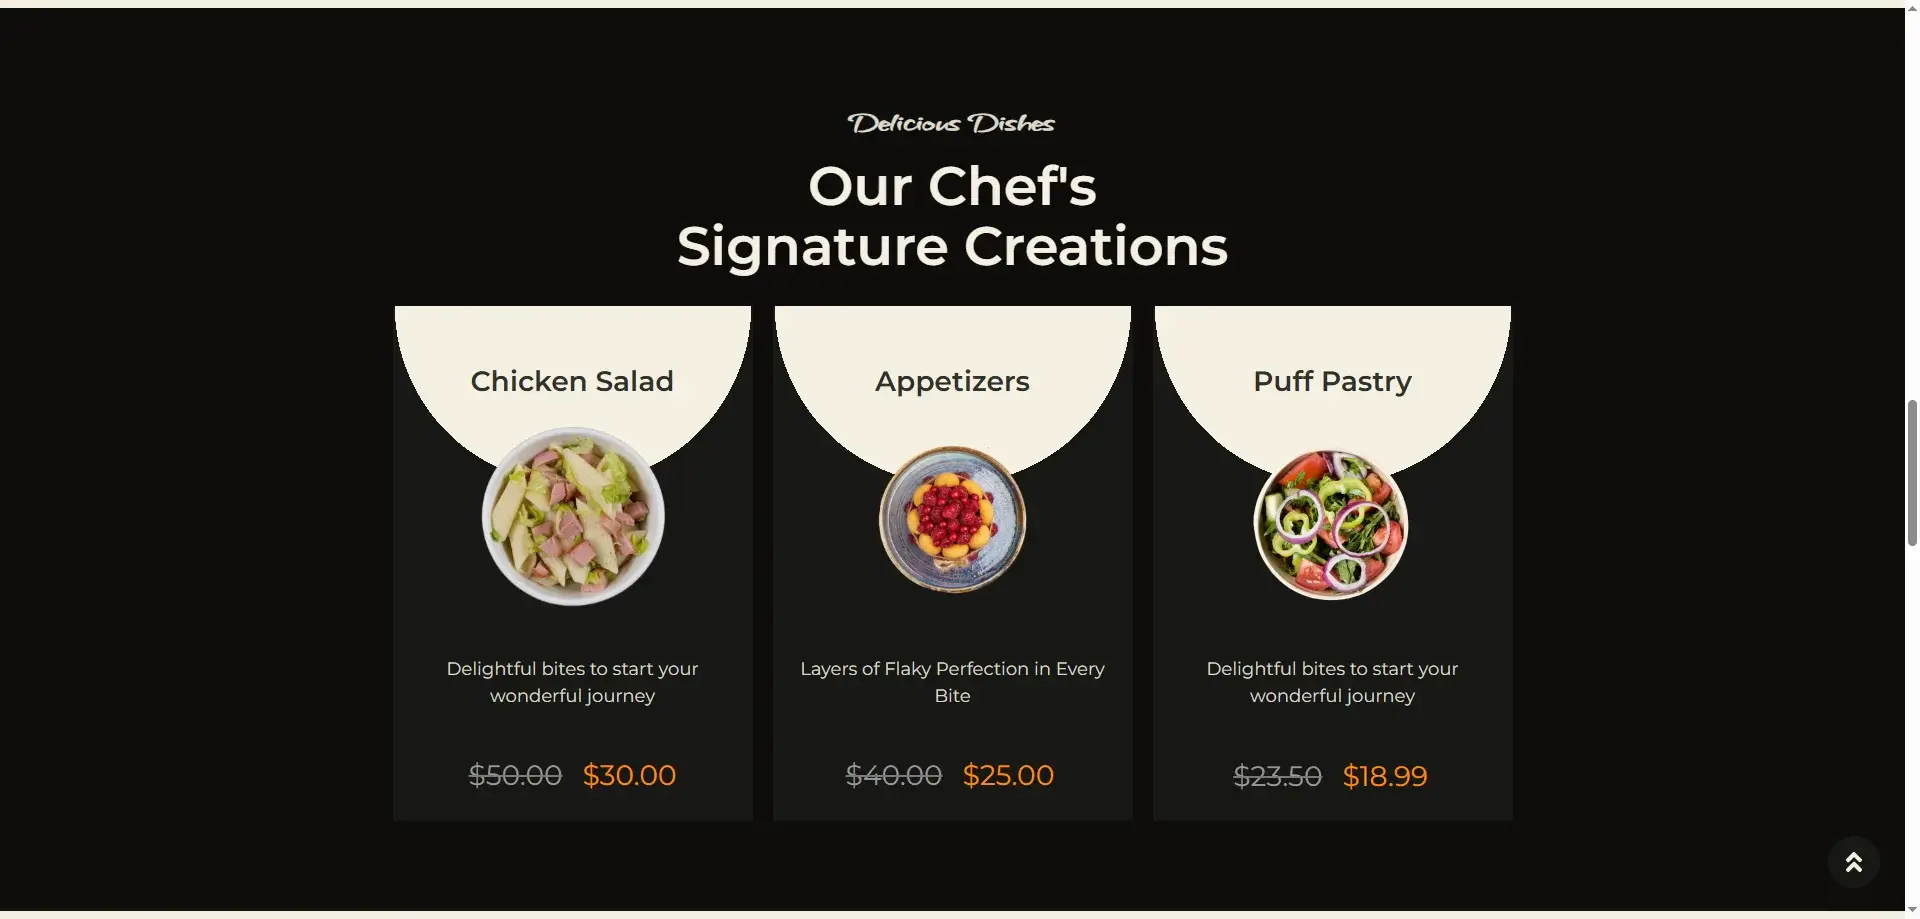 Delicious Dishes
Our Chef's
Signature Creations
Chicken Salad
Delightful bites to start your
wonderful journey
$50.00 $30.00
Appetizers
Layers of Flaky Perfection in Every
Bite
$40.00 $25.00
Puff Pastry
Delightful bites to start your
wonderful journey
$23.50 $18.99